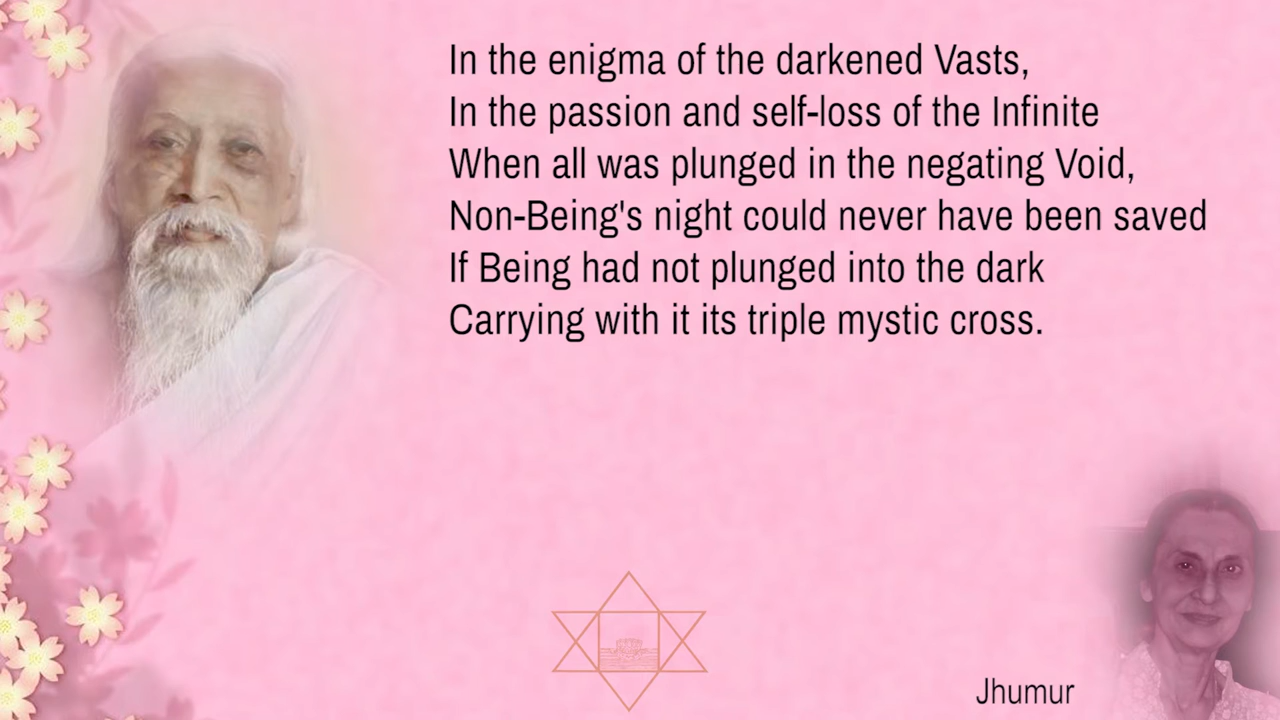 In the enigma of the darkened Vasts,
In the passion and self-loss of the Infinite
When all was plunged in the negating Void,
Non-Being's night could never have been saved
If Being had not plunged into the dark
Carrying with it its triple mystic cross.
Jhumur